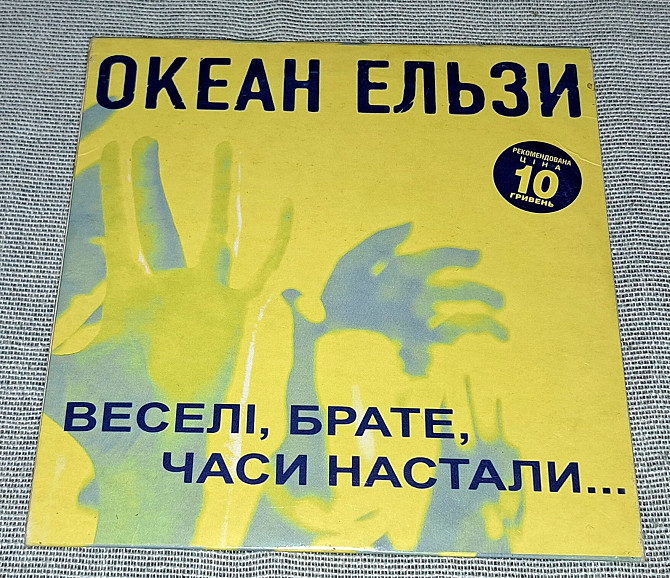 ОКЕАН ЕЛЬЗИ
РЕКОМЕНДОВАНА
ЦІНА
10
ГРИВЕНЬ
ВЕСЕЛІ, БРАТЕ,
ЧАСИ НАСТАЛИ...